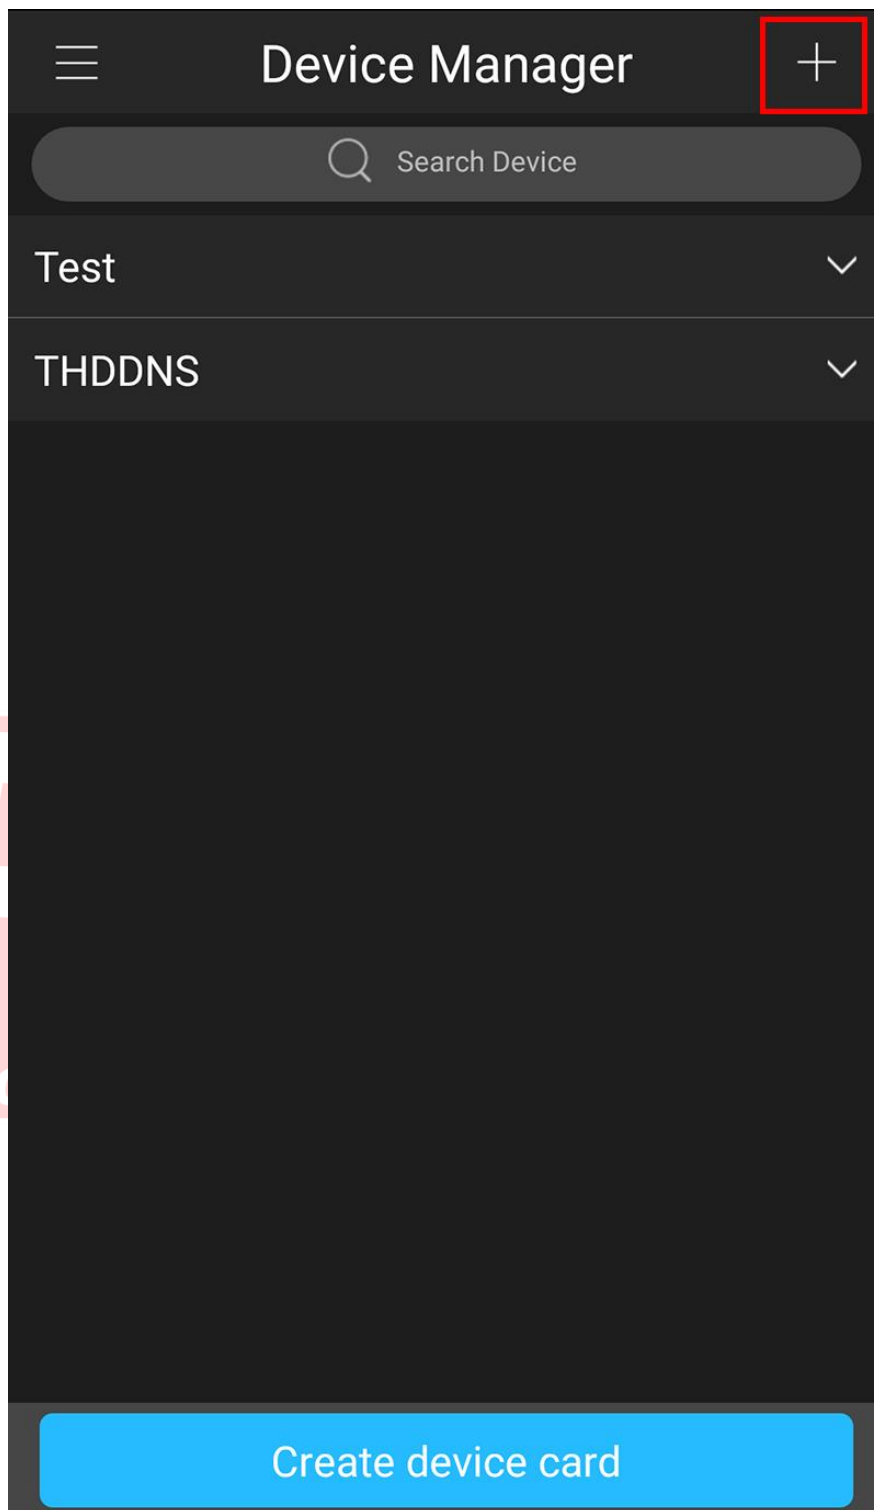 Device Manager
Search Device
Test
THDDNS
Create device card